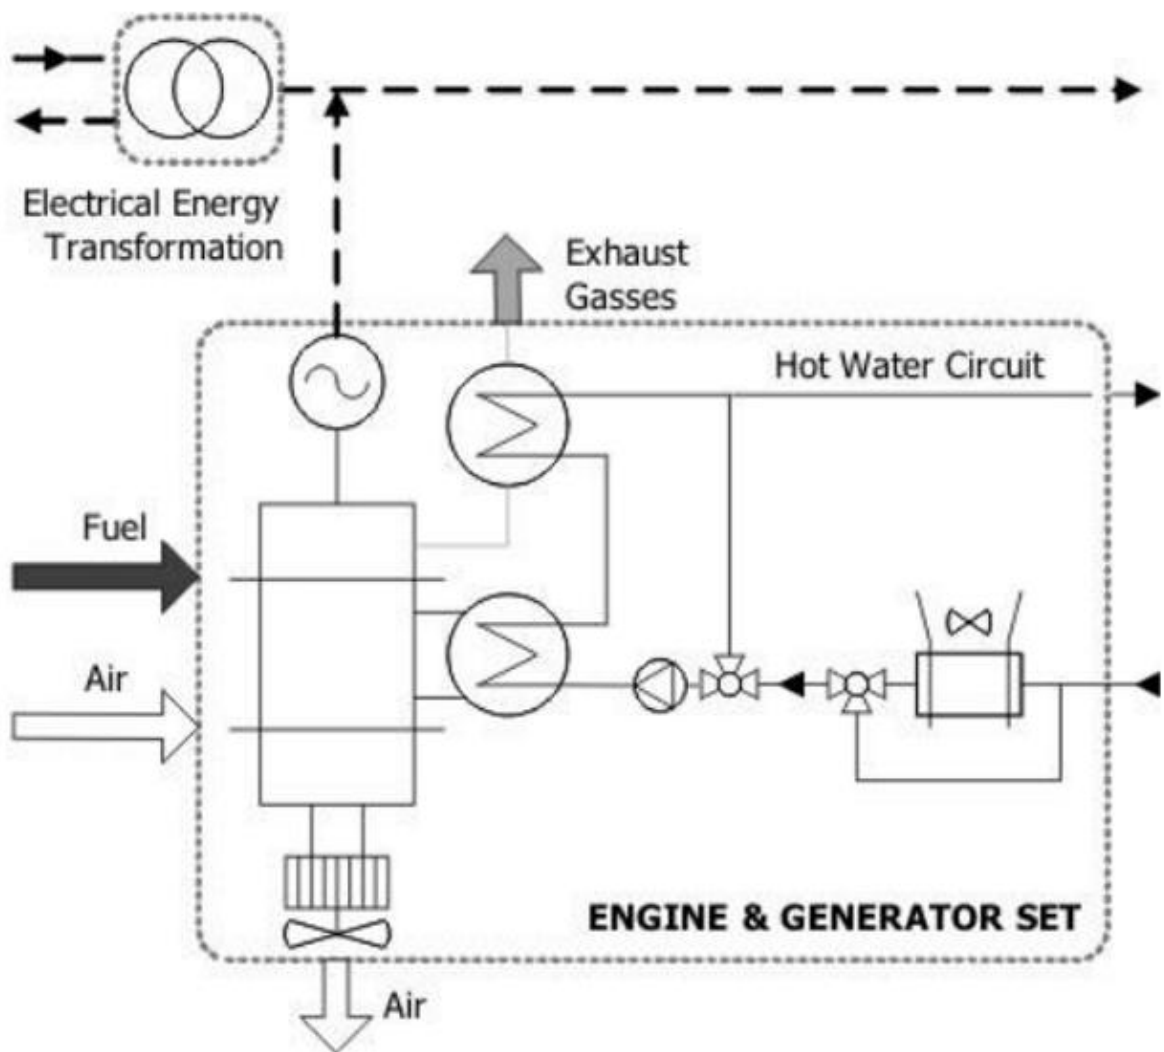 Electrical Energy
Transformation
Exhaust
Gasses
Hot Water Circuit
Fuel
Air
ENGINE & GENERATOR SET
Air